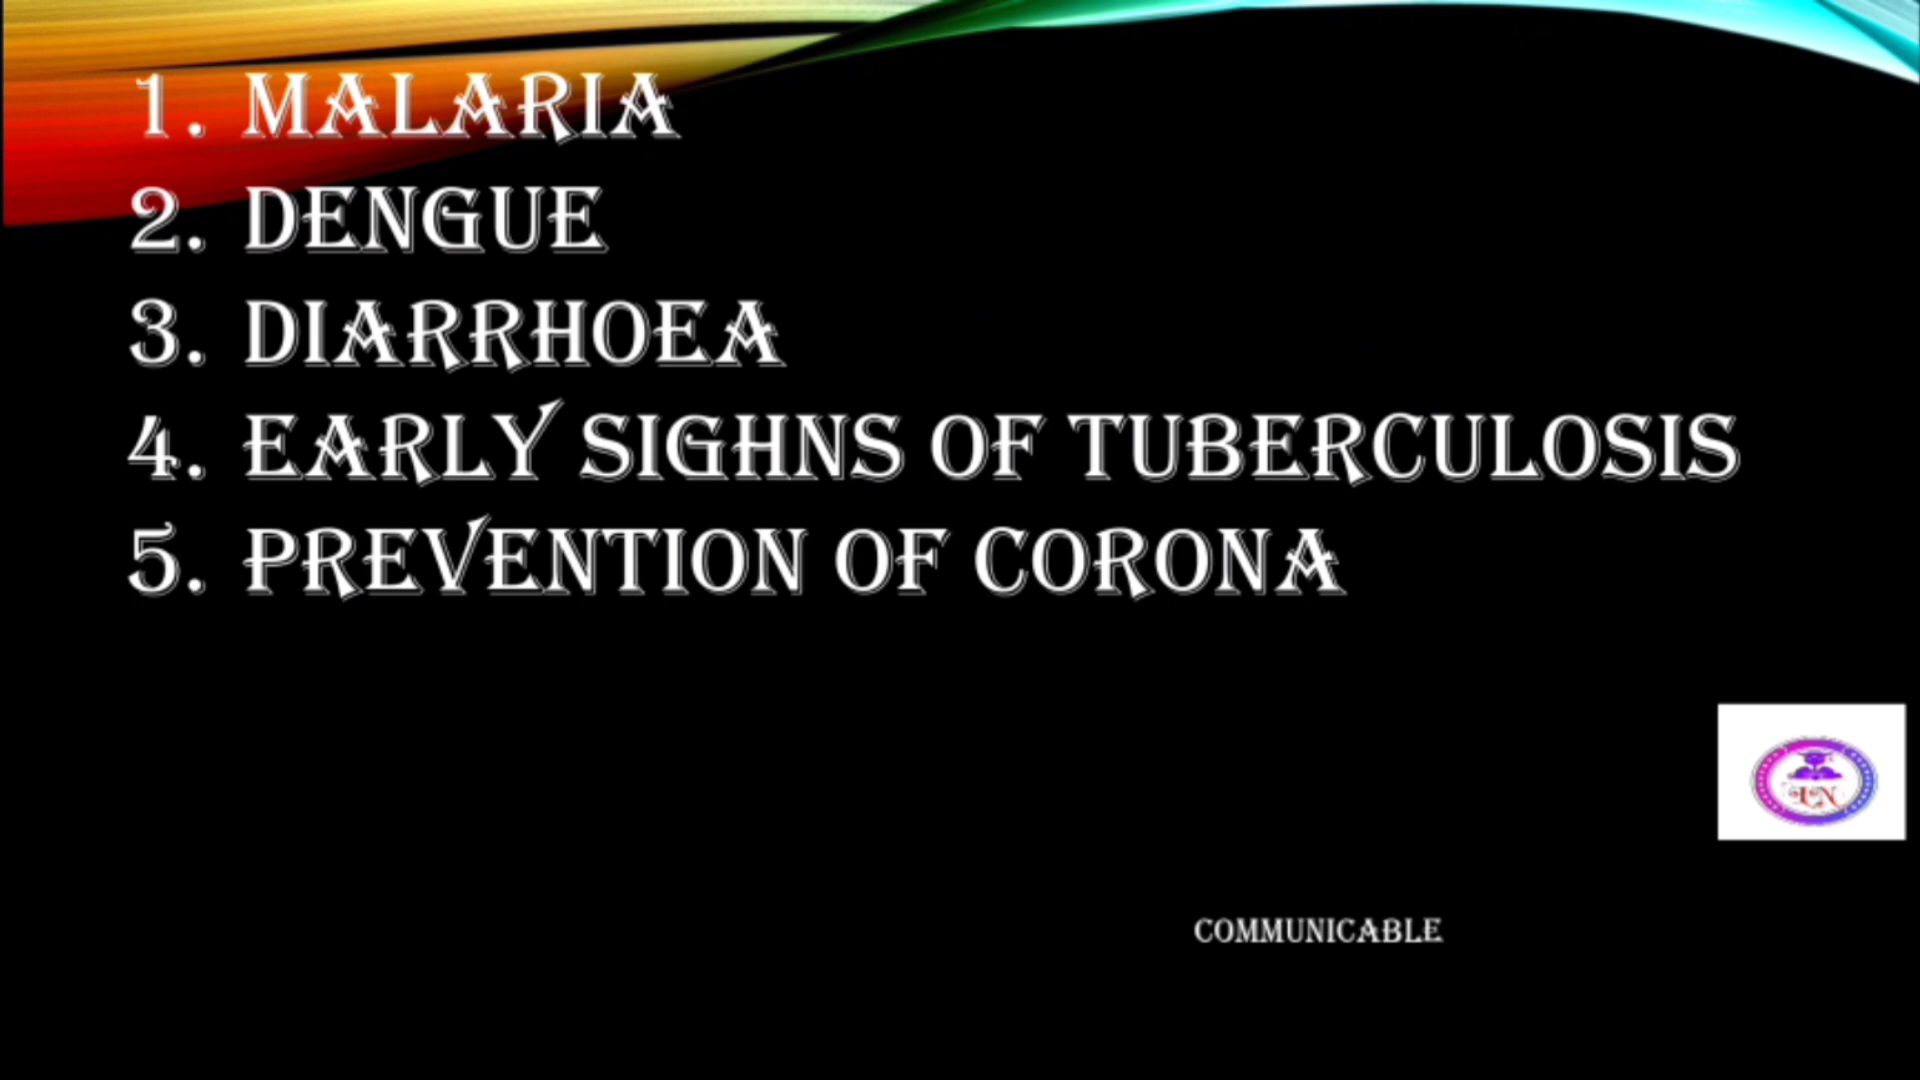 1. MALARIA
2. DENGUE
3. DIARRHOEA
4. EARLY SIGHNS OF TUBERCULOSIS
5. PREVENTION OF CORONA
COMMUNICABLE